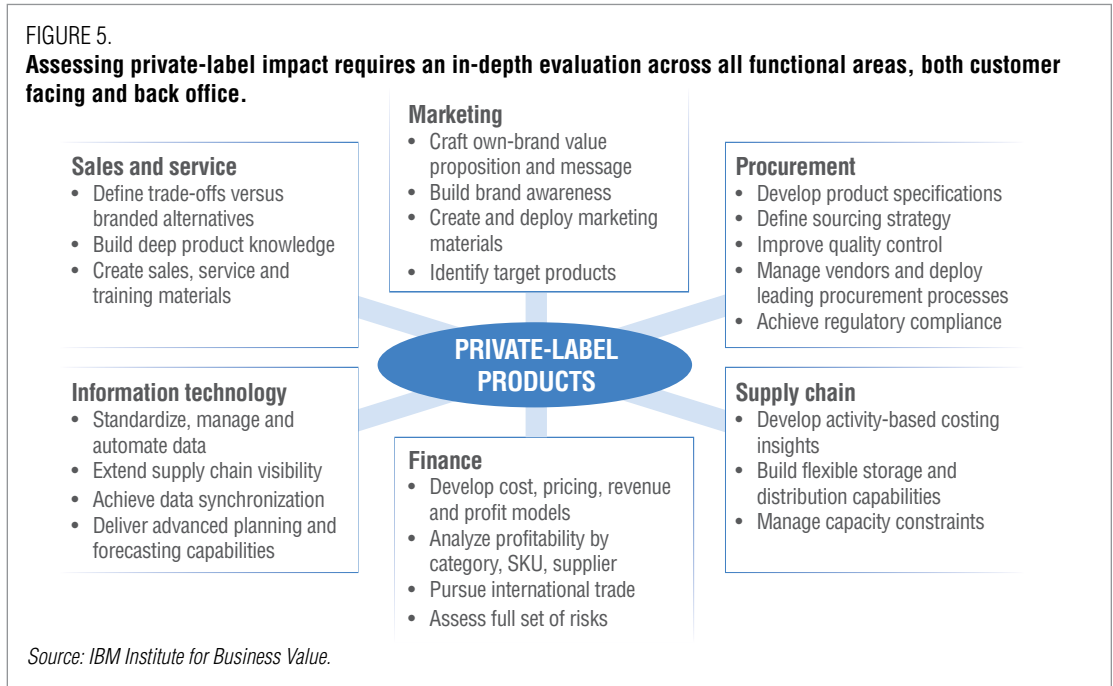 FIGURE 5.
Assessing private-label impact requires an in-depth evaluation across all functional areas, both customer
facing and back office.
Marketing
• Craft own-brand value
proposition and message
• Build brand awareness
• Create and deploy marketing
materials
• Identify target products
Sales and service
• Define trade-offs versus
branded alternatives
• Build deep product knowledge
• Create sales, service and
training materials
Procurement
• Develop product specifications
• Define sourcing strategy
• Improve quality control
• Manage vendors and deploy
leading procurement processes
• Achieve regulatory compliance
PRIVATE-LABEL
PRODUCTS
Information technology
• Standardize, manage and
automate data
• Extend supply chain visibility
• Achieve data synchronization
• Deliver advanced planning and
forecasting capabilities
Finance
• Develop cost, pricing, revenue
and profit models
• Analyze profitability by
category, SKU, supplier
• Pursue international trade
• Assess full set of risks
Supply chain
• Develop activity-based costing
insights
• Build flexible storage and
distribution capabilities
• Manage capacity constraints
Source: IBM Institute for Business Value.